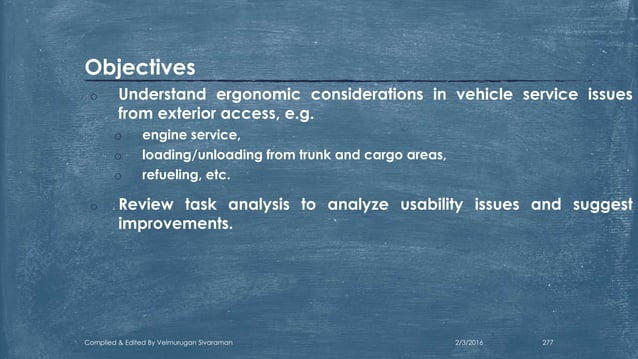 Objectives
o Understand ergonomic considerations in vehicle service issues
from exterior access, e.g.
o engine service,
o loading/unloading from trunk and cargo areas,
o refueling, etc.
o Review task analysis to analyze usability issues and suggest
improvements.
Complied & Edited By Velmurugan Sivaraman 2/3/2016 277